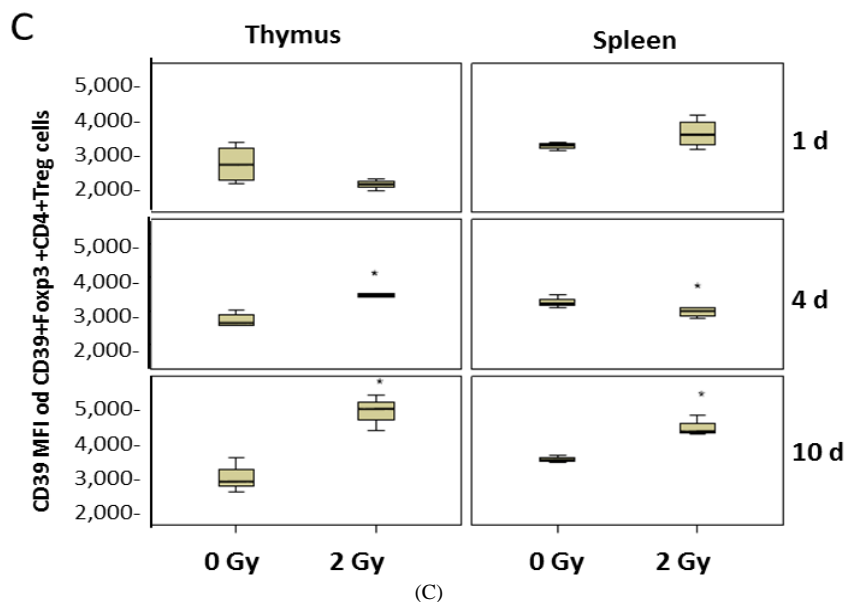 C
Thymus
Spleen
CD39 MFI od CD39+Foxp3 +CD4+Treg cells
5,000-
4,000-
3,000-
2,000-
1 d
5,000-
4,000-
3,000-
2,000-
*
*
4 d
5,000-
4,000-
3,000-
2,000-
*
*
10 d
0 Gy
2 Gy
0 Gy
2 Gy
(C)